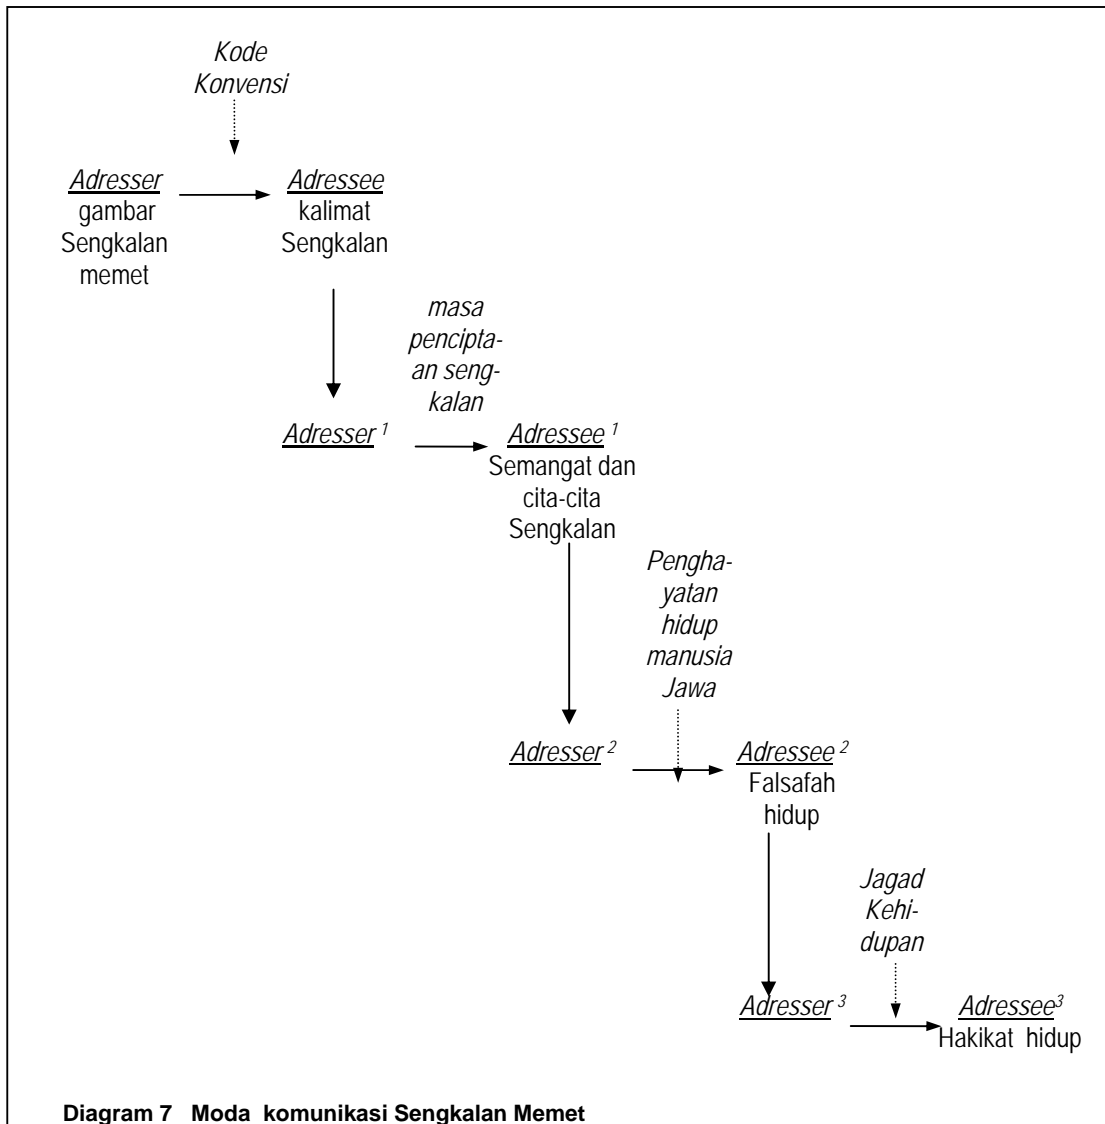 Kode
Konvensi
Adresser
gambar
Sengkalan
memet
Adressee
kalimat
Sengkalan
masa
pencipta-
an seng-
kalan
Adresser 1
Adressee 1
Semangat dan
cita-cita
Sengkalan
Pengha-
yatan
hidup
manusia
Jawa
Adresser 2
Adressee 2
Falsafah
hidup
Jagad
Kehi-
dupan
Adresser 3
Adressee3
Hakikat hidup
Diagram 7 Moda komunikasi Sengkalan Memet